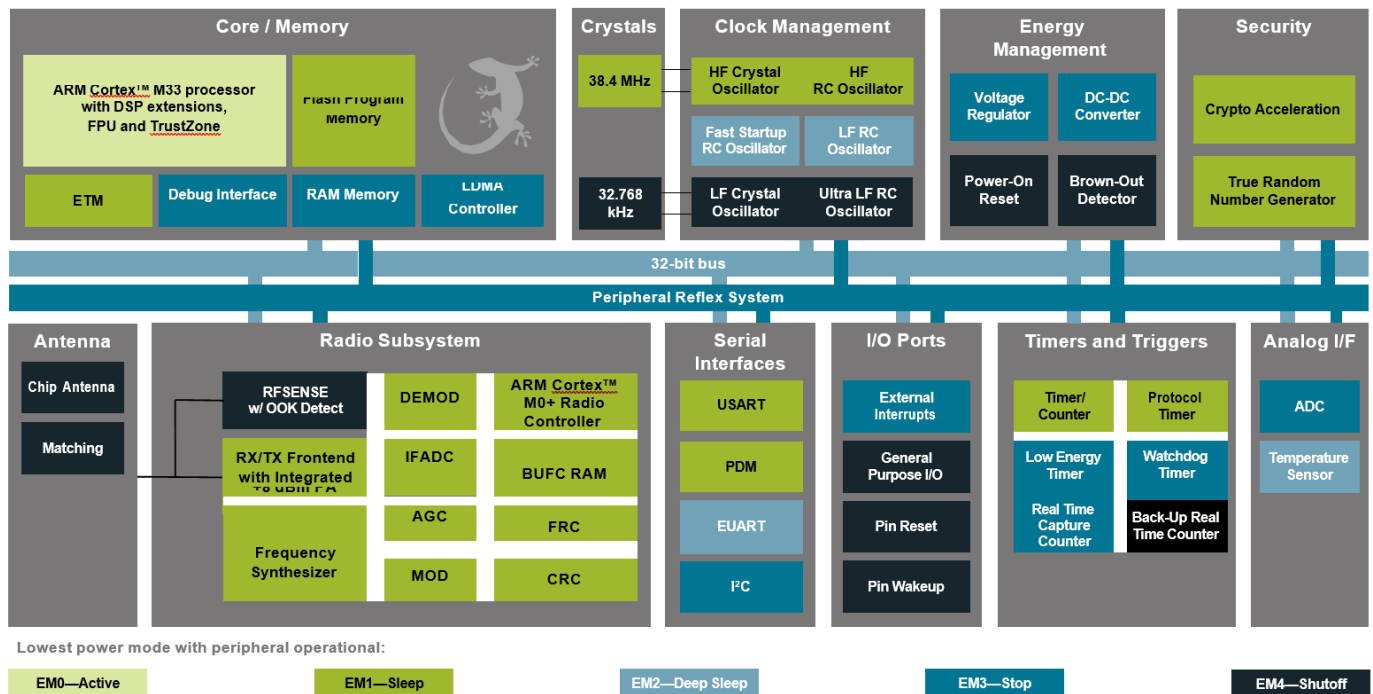 Core / Memory
ARM Cortex™ M33 processor
with DSP extensions,
FPU and TrustZone
Flash Program
Memory
ETM
Debug Interface
RAM Memory
LDMA
Controller
Crystals
38.4 MHz
32.768
kHz
Clock Management
HF Crystal
Oscillator
HF
RC Oscillator
Fast Startup
RC Oscillator
LF RC
Oscillator
LF Crystal
Oscillator
Ultra LF RC
Oscillator
Energy
Management
Voltage
Regulator
DC-DC
Converter
Power-On
Reset
Brown-Out
Detector
Security
Crypto Acceleration
True Random
Number Generator
32-bit bus
Peripheral Reflex System
Antenna
Chip Antenna
Matching
Radio Subsystem
RFSENSE
w/ OOK Detect
RX/TX Frontend
with Integrated
+8 dBm PA
Frequency
Synthesizer
DEMOD
IFADC
AGC
MOD
ARM Cortex™
M0+ Radio
Controller
BUFC RAM
FRC
CRC
Serial
Interfaces
USART
PDM
EUART
I²C
I/O Ports
External
Interrupts
General
Purpose I/O
Pin Reset
Pin Wakeup
Timers and Triggers
Timer/
Counter
Protocol
Timer
Low Energy
Timer
Watchdog
Timer
Real Time
Capture
Counter
Back-Up Real
Time Counter
Analog I/F
ADC
Temperature
Sensor
Lowest power mode with peripheral operational:
EM0—Active
EM1—Sleep
EM2—Deep Sleep
EM3—Stop
EM4—Shutoff